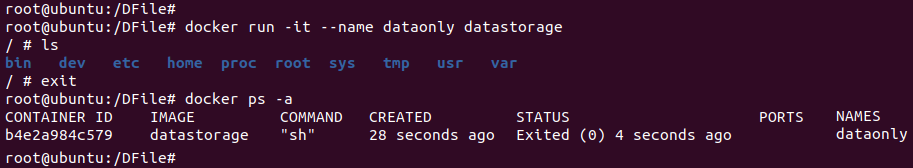 root@ubuntu:/DFile#
root@ubuntu:/DFile# docker run -it --name dataonly datastorage
/ # ls
bin dev etc home proc root sys tmp usr var
/ # exit
root@ubuntu:/DFile# docker ps -a
CONTAINER ID IMAGE COMMAND CREATED STATUS PORTS NAMES
b4e2a984c579 datastorage "sh" 28 seconds ago Exited (0) 4 seconds ago dataonly
root@ubuntu:/DFile#